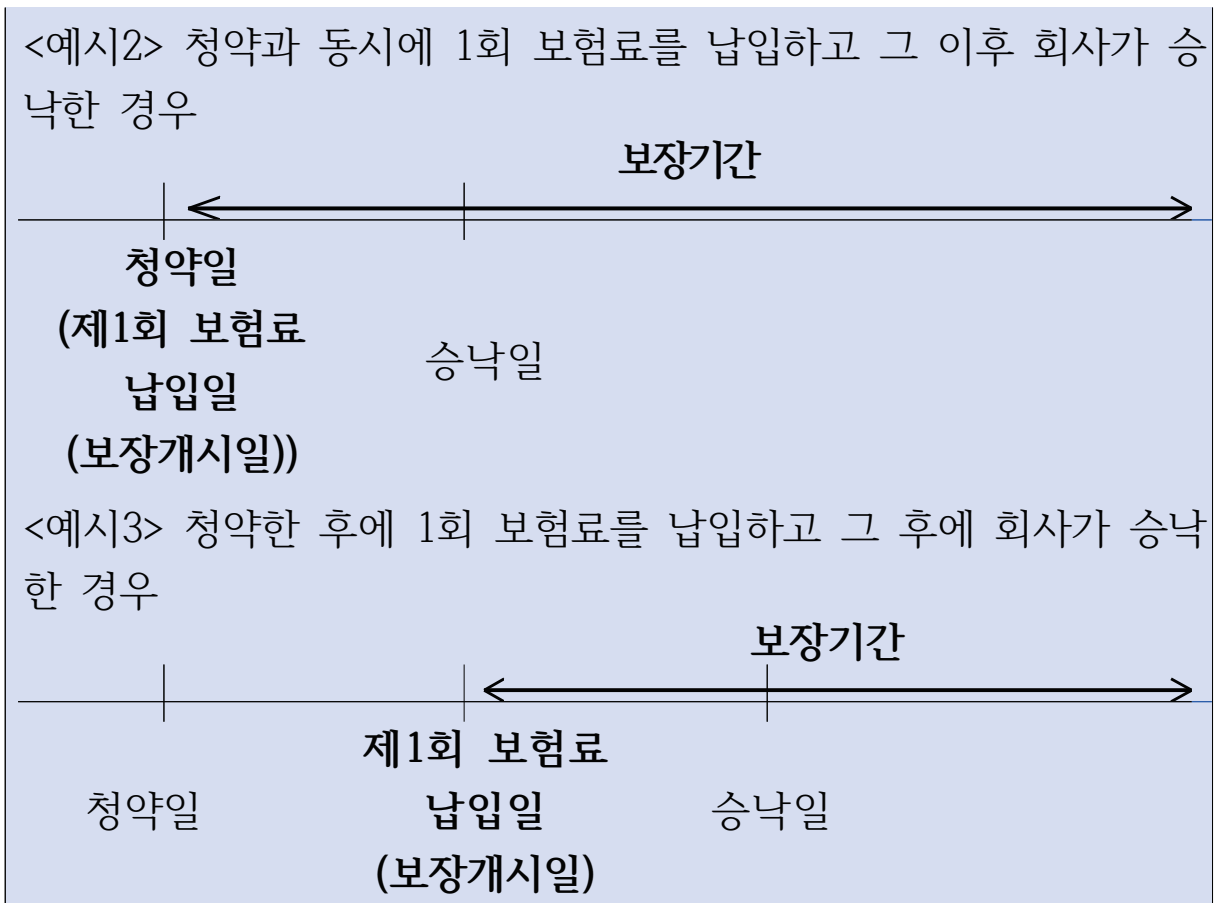 <예시2> 청약과 동시에 1회 보험료를 납입하고 그 이후 회사가 승
낙한 경우
보장기간
청약일
(제1회 보험료
납입일
(보장개시일))
승낙일
<예시3> 청약한 후에 1회 보험료를 납입하고 그 후에 회사가 승낙
한 경우
보장기간
청약일
제1회 보험료
납입일
(보장개시일)
승낙일